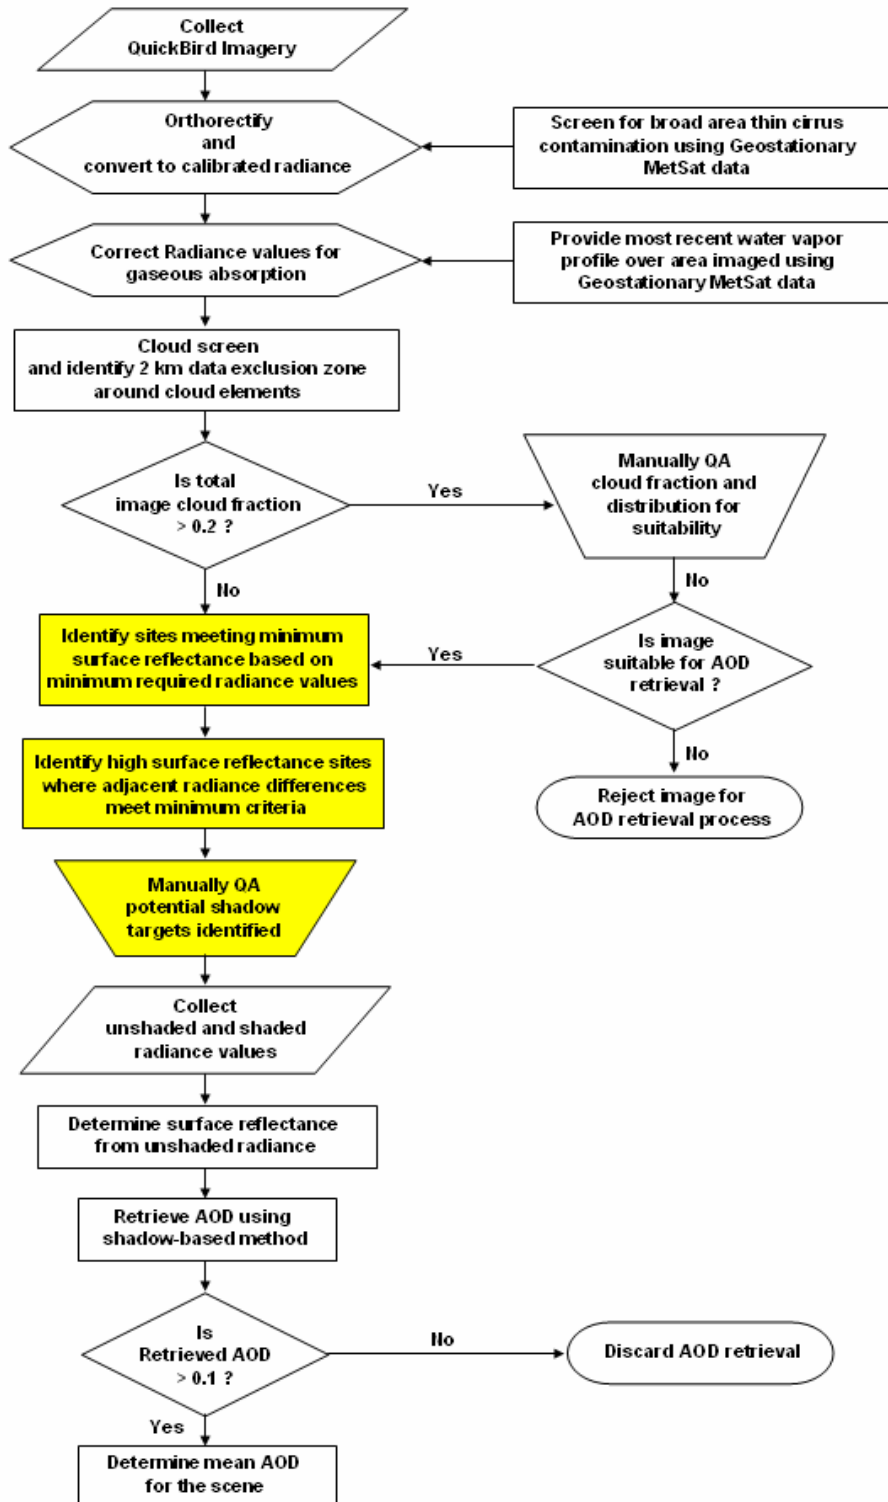 Collect
QuickBird Imagery
Orthorectify
and
convert to calibrated radiance
Screen for broad area thin cirrus
contamination using Geostationary
MetSat data
Correct Radiance values for
gaseous absorption
Provide most recent water vapor
profile over area imaged using
Geostationary MetSat data
Cloud screen
and identify 2 km data exclusion zone
around cloud elements
Is total
image cloud fraction
> 0.2 ?
Yes
Manually QA
cloud fraction and
distribution for
suitability
No
No
Identify sites meeting minimum
surface reflectance based on
minimum required radiance values
Yes
Is image
suitable for AOD
retrieval ?
No
Identify high surface reflectance sites
where adjacent radiance differences
meet minimum criteria
Reject image for
AOD retrieval process
Manually QA
potential shadow
targets identified
Collect
unshaded and shaded
radiance values
Determine surface reflectance
from unshaded radiance
Retrieve AOD using
shadow-based method
Is
Retrieved AOD
> 0.1 ?
No
Discard AOD retrieval
Yes
Determine mean AOD
for the scene